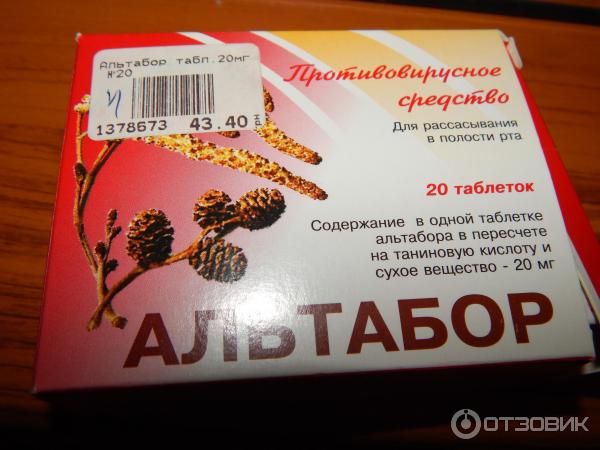 Альтабор табл.20мг
№20
И
1378673 43.40
РН
Противовирусное
средство
Для рассасывания
в полости рта
20 таблеток
Содержание в одной таблетке
альтабора в пересчете
на таниновую кислоту и
сухое вещество - 20 мг
АЛЬТАБОР
ОТЗОВИК